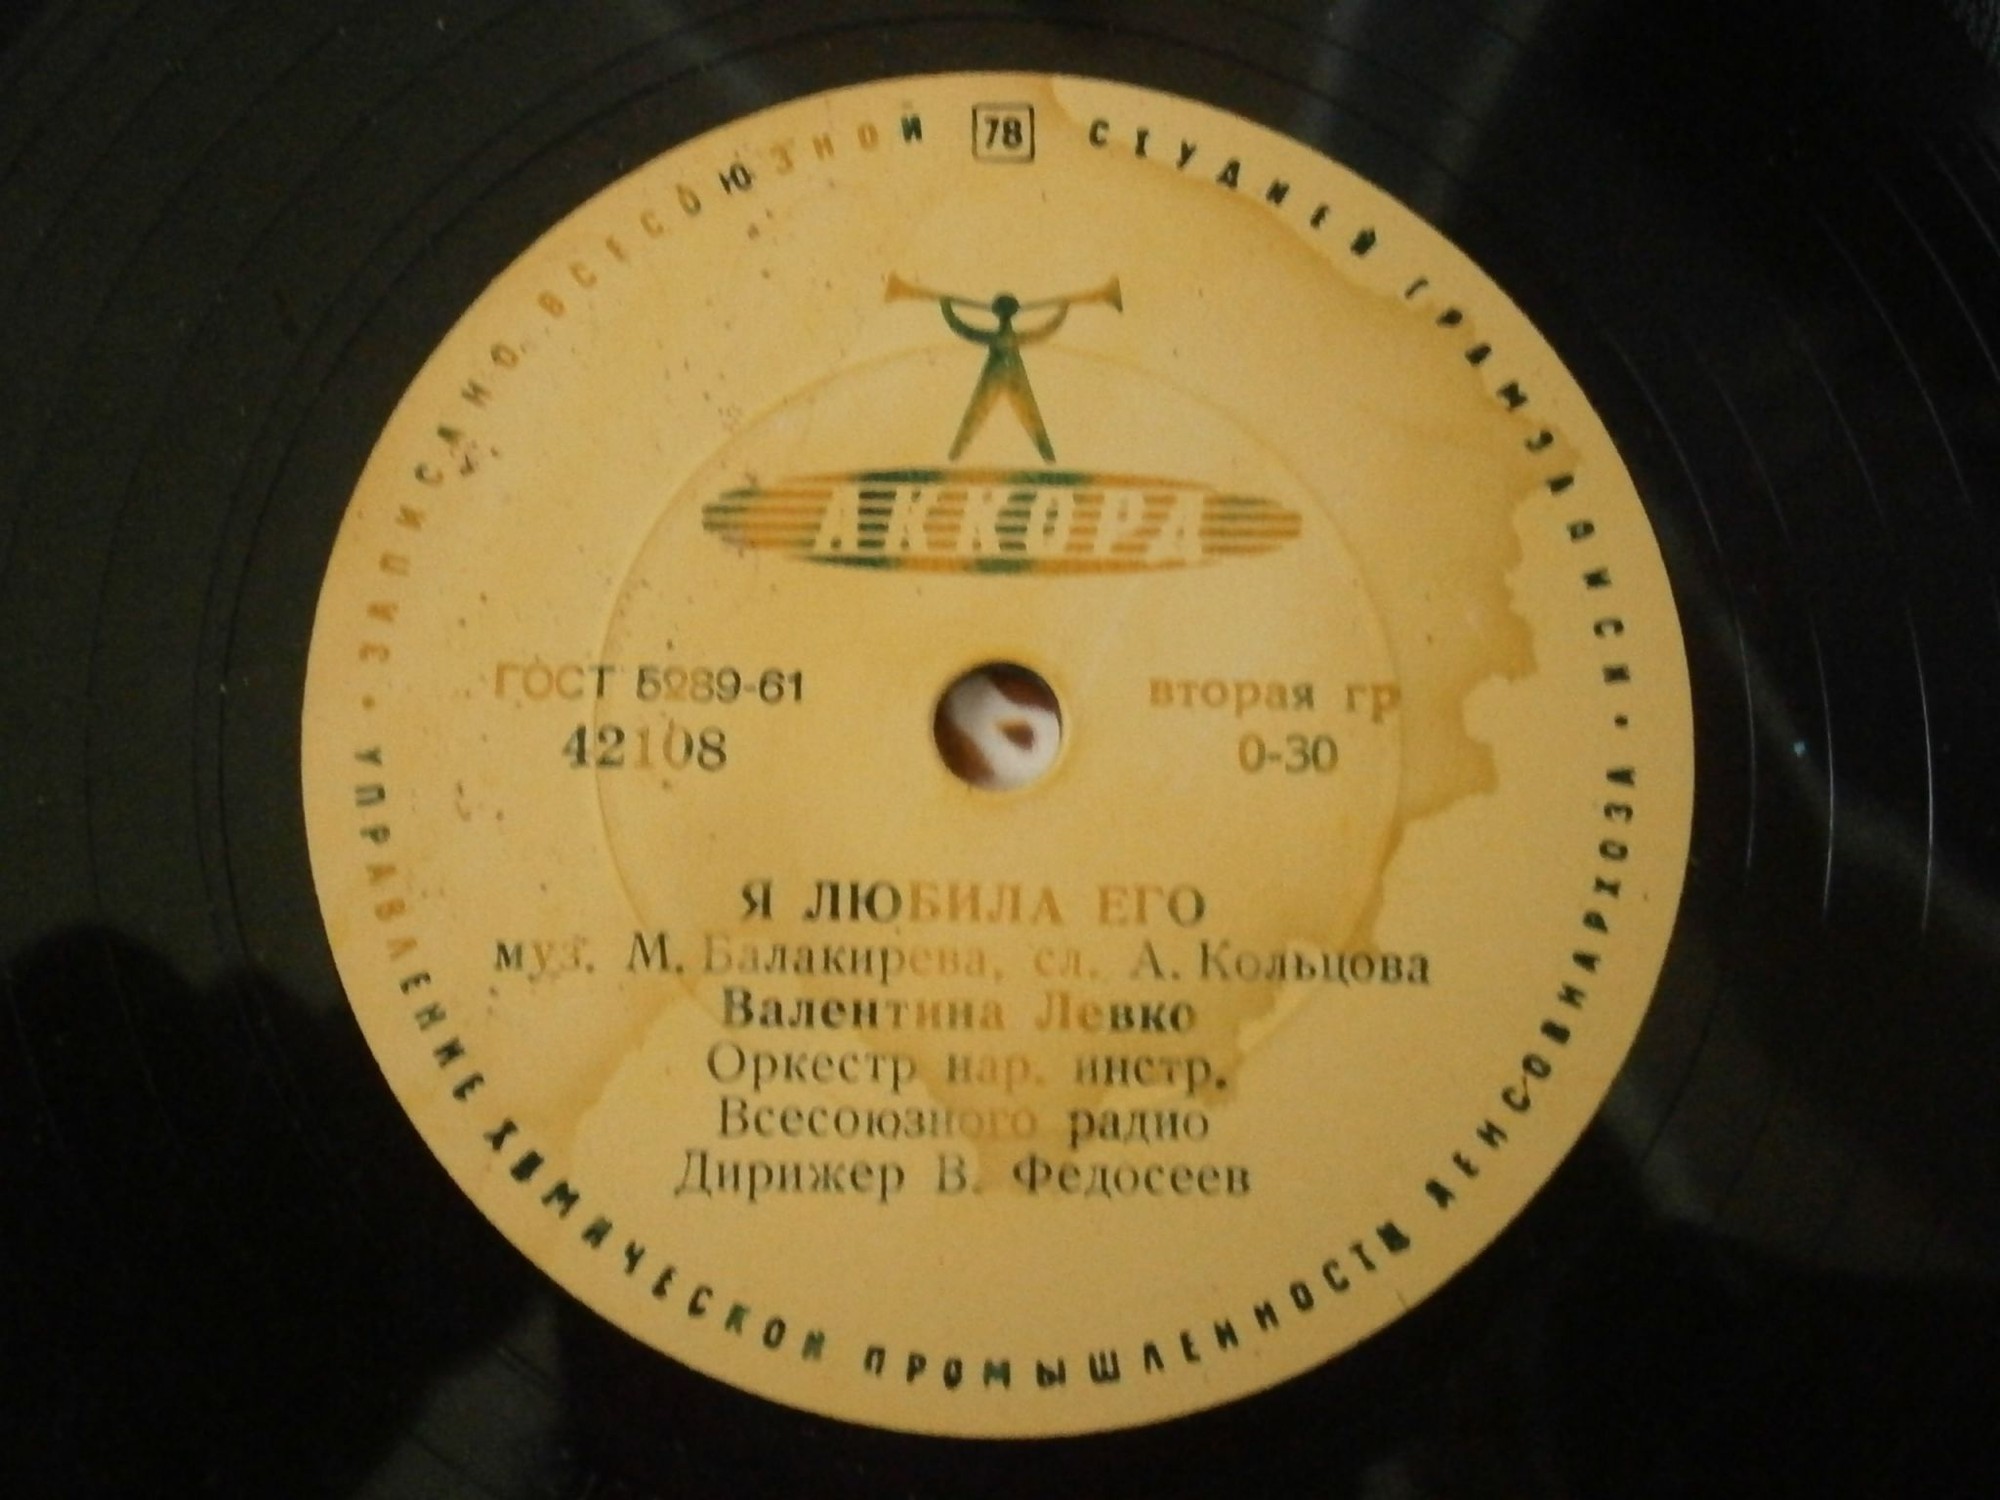 ЗАПИСАНО ВСЕСОЮЗНОЙ 78 СТУДИЕЙ ГРАМЗАПИСИ
АККОРД
ГОСТ 5289-61 вторая гр
42108 0-30
Я ЛЮБИЛА ЕГО
муз. М. Балакирева, сл. А. Кольцова
Валентина Левко
Оркестр нар. инстр.
Всесоюзного радио
Дирижер В. Федосеев
УПРАВЛЕНИЕ ХИМИЧЕСКОЙ ПРОМЫШЛЕННОСТИ ЛЕНСОВНАРХОЗА